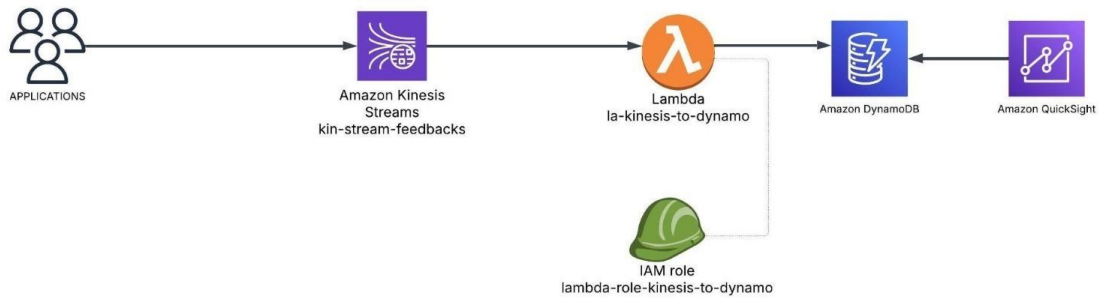 APPLICATIONS
Amazon Kinesis
Streams
kin-stream-feedbacks
Lambda
la-kinesis-to-dynamo
Amazon DynamoDB
Amazon QuickSight
IAM role
lambda-role-kinesis-to-dynamo